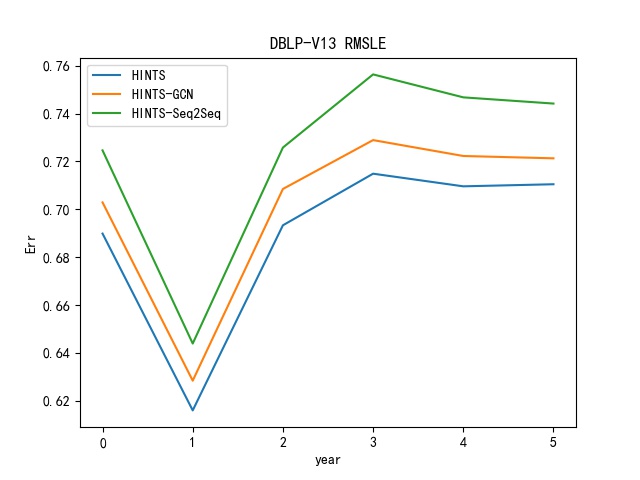 DBLP-V13 RMSLE
HINTS
HINTS-GCN
HINTS-Seq2Seq
0.76
0.74
0.72
0.70
0.68
0.66
0.64
0.62
Err
0 1 2 3 4 5
year